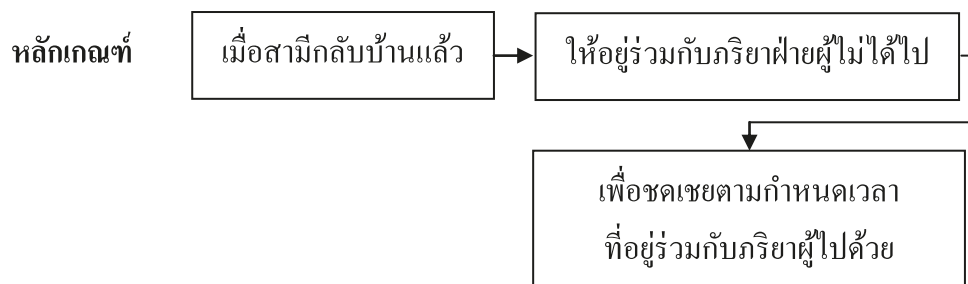 หลักเกณฑ์
เมื่อสามีกลับบ้านแล้ว
ให้อยู่ร่วมกับภริยาฝ่ายผู้ไม่ได้ไป
เพื่อชดเชยตามกำหนดเวลา
ที่อยู่ร่วมกับภริยาผู้ไปด้วย